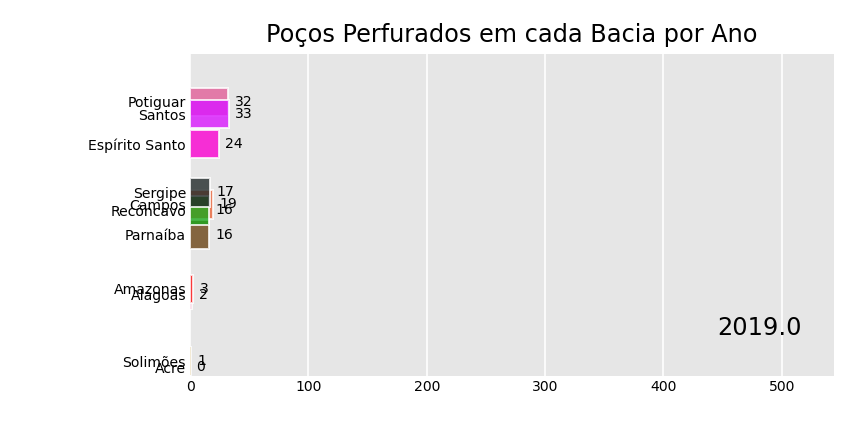 Poços Perfurados em cada Bacia por Ano
Potiguar 32
Santos 33
Espírito Santo 24
Sergipe 17
Campos 19
Recôncavo 16
Parnaíba 16
Amazonas 3
Alagoas 2
2019.0
Solimões 1
Acre 0
0 100 200 300 400 500